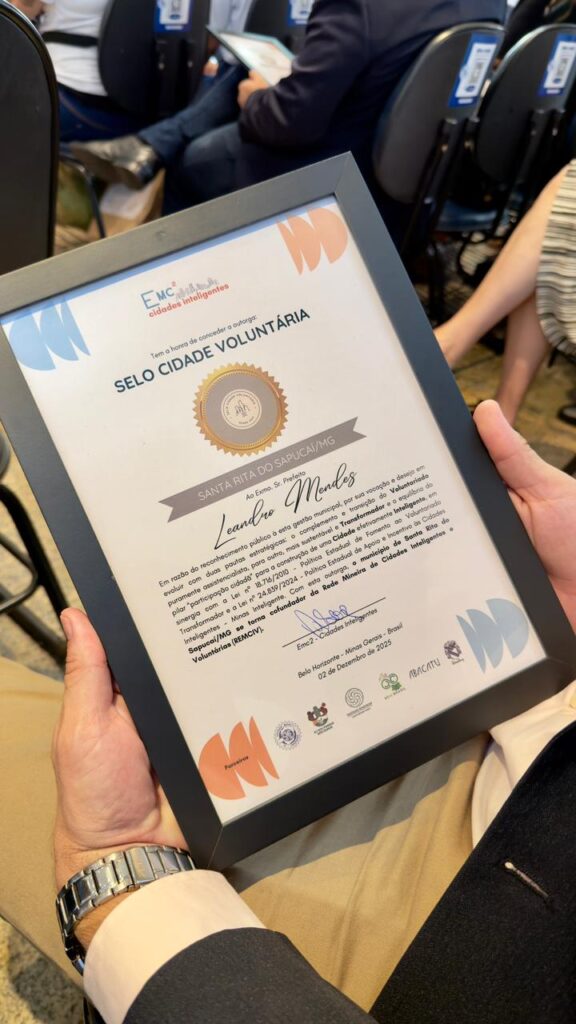 EMC²
cidades inteligentes
Tem a honra de conceder a outorga:
SELO CIDADE VOLUNTÁRIA
SANTA RITA DO SAPUCAÍ/MG
Ao Exmo. Sr. Prefeito
Leandro Mendes
Em razão do reconhecimento público à esta gestão municipal, por sua vocação e desejo em
evoluir com duas pautas estratégicas: o complemento e transição do Voluntariado
puramente assistencialista, para outro, mais sustentável e Transformador e o equilíbrio do
pilar "participação cidadã" para a construção de uma Cidade efetivamente Inteligente, em
sinergia com a Lei nº 18.716/2010 - Política Estadual de Fomento ao Voluntariado
Transformador e a Lei nº 24.839/2024 - Política Estadual de Apoio e Incentivo às Cidades
Inteligentes - Minas Inteligente. Com esta outorga, o município de Santa Rita do
Sapucaí/MG se torna cofundador da Rede Mineira de Cidades Inteligentes e
Voluntárias (REMCIV).
Emc2 - Cidades Inteligentes
Belo Horizonte - Minas Gerais - Brasil
02 de Dezembro de 2025
Parceiros
ABACATU